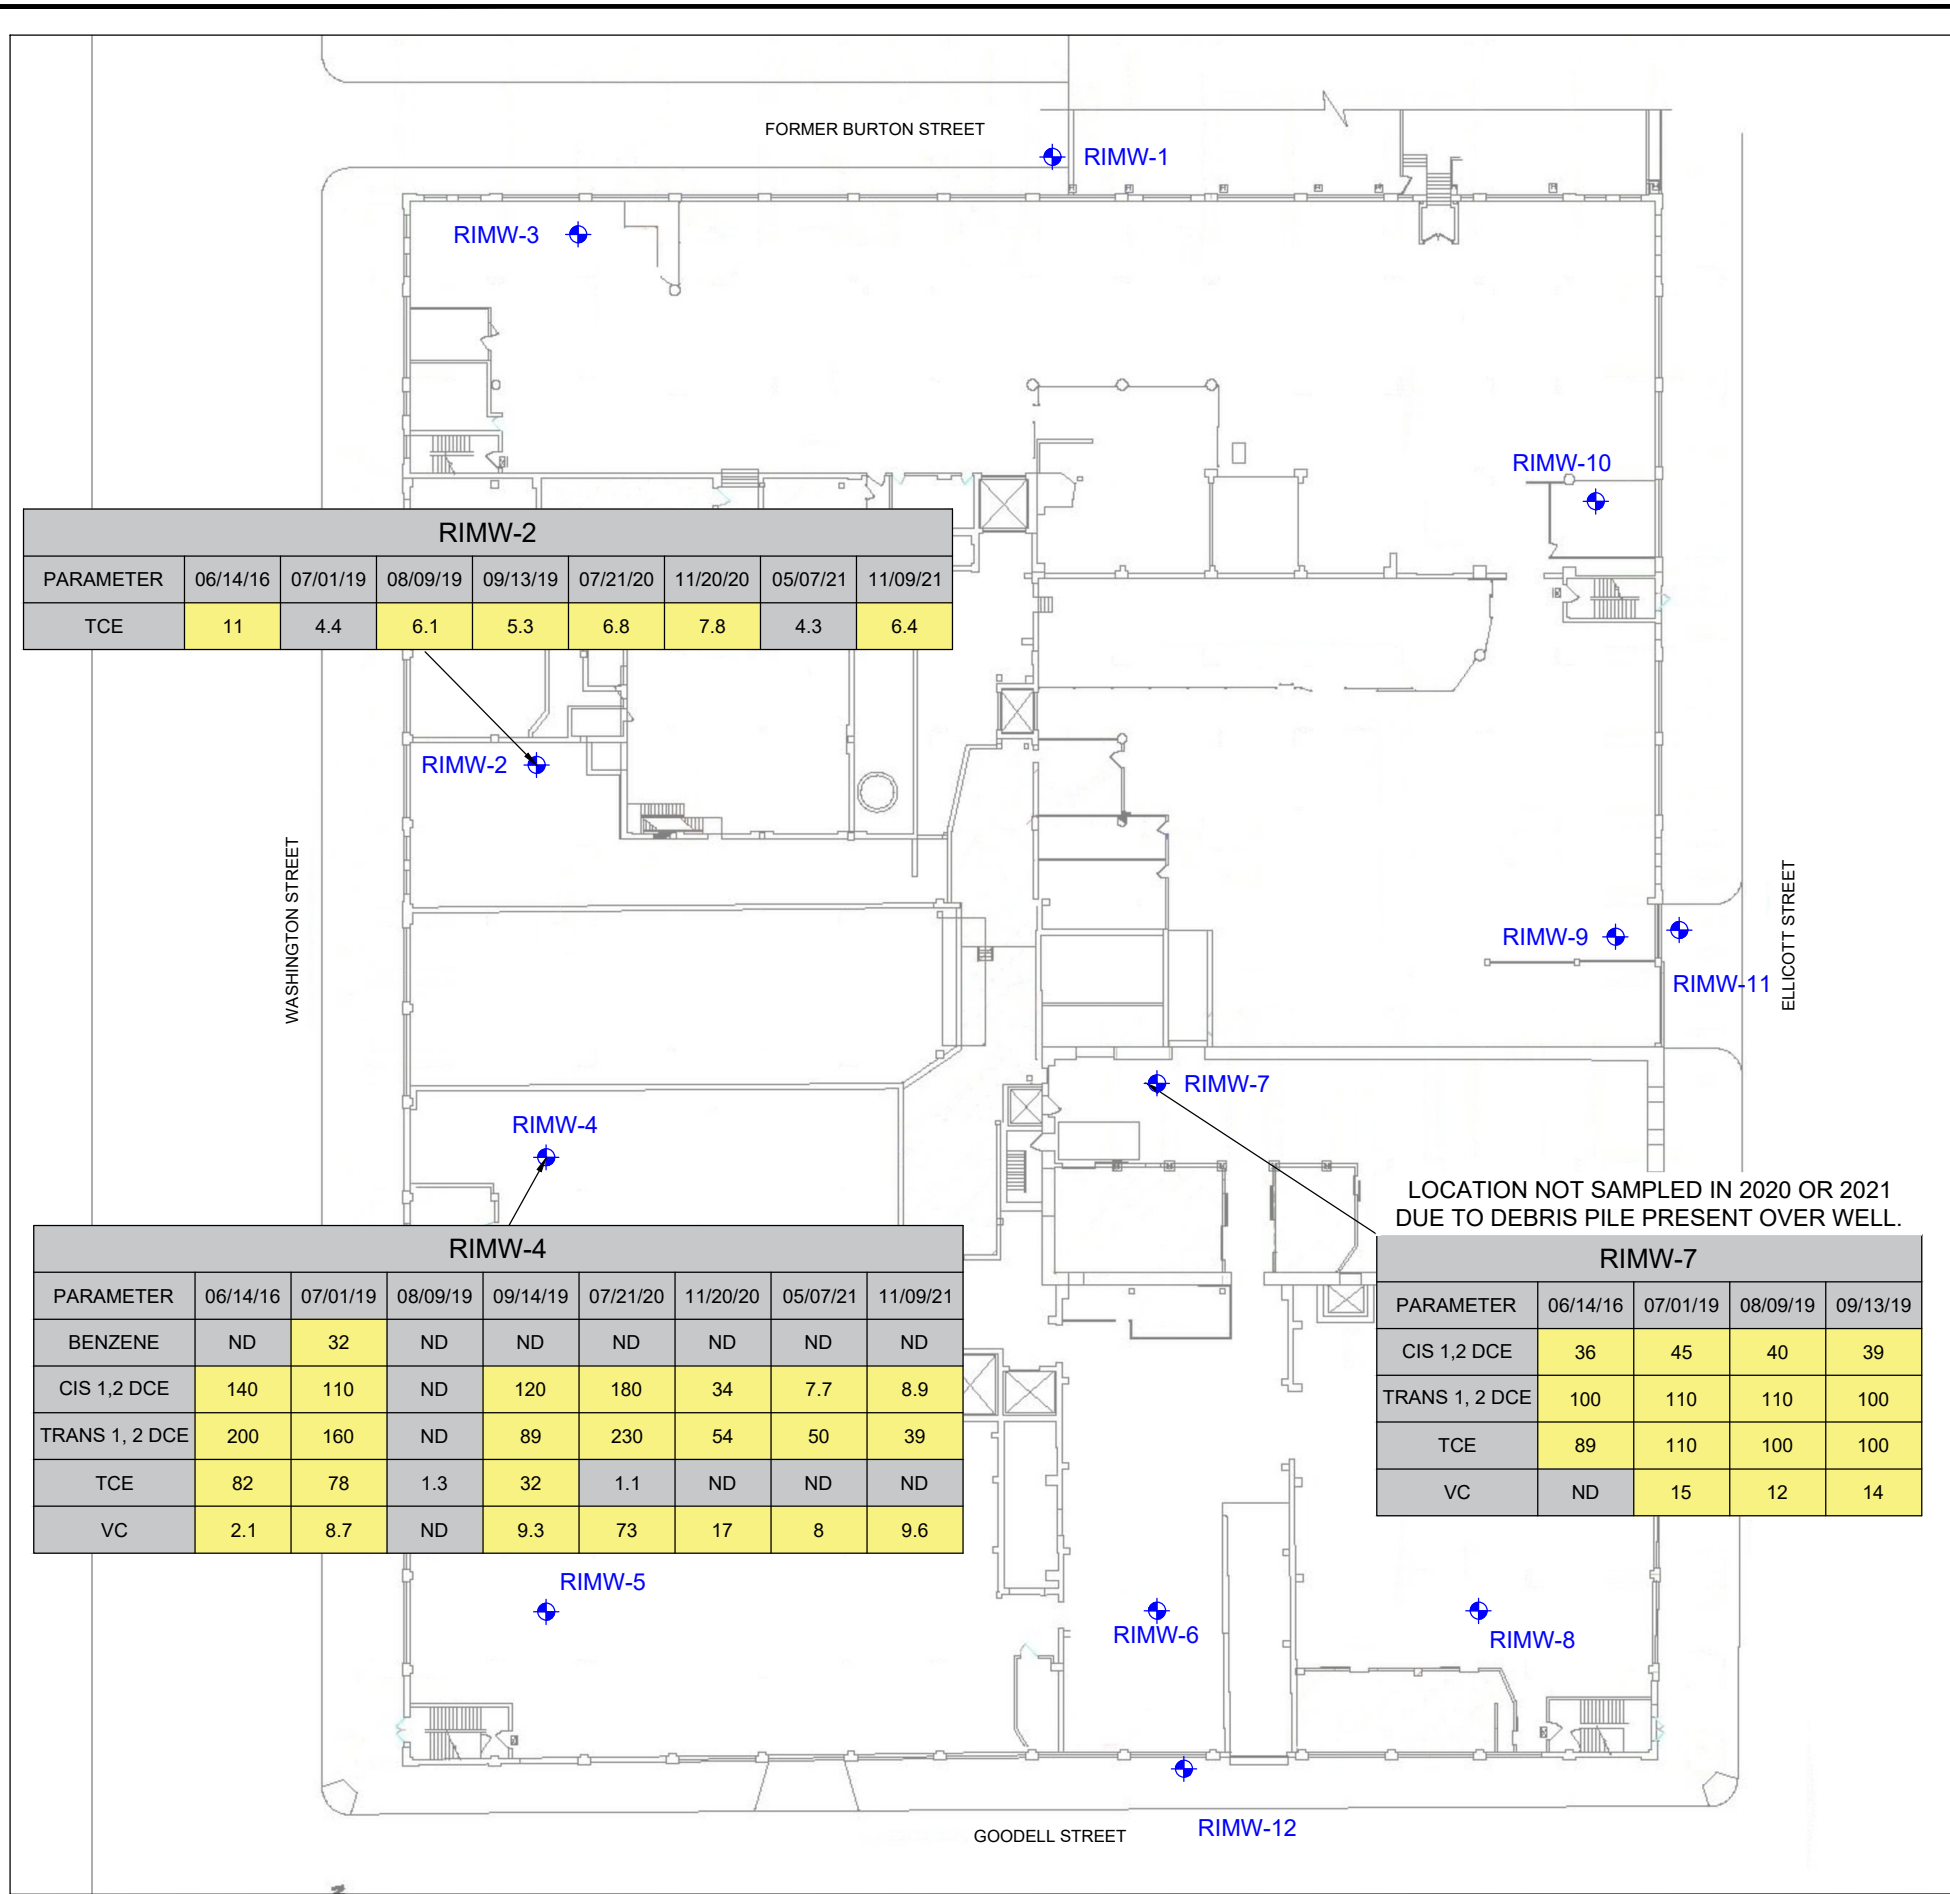 FORMER BURTON STREET
RIMW-1
RIMW-3
RIMW-10
RIMW-2
PARAMETER 06/14/16 07/01/19 08/09/19 09/13/19 07/21/20 11/20/20 05/07/21 11/09/21
TCE 11 4.4 6.1 5.3 6.8 7.8 4.3 6.4
RIMW-2
WASHINGTON STREET
ELLICOTT STREET
RIMW-9
RIMW-11
RIMW-7
RIMW-4
LOCATION NOT SAMPLED IN 2020 OR 2021
DUE TO DEBRIS PILE PRESENT OVER WELL.
RIMW-4
PARAMETER 06/14/16 07/01/19 08/09/19 09/14/19 07/21/20 11/20/20 05/07/21 11/09/21
BENZENE ND 32 ND ND ND ND ND ND
CIS 1,2 DCE 140 110 ND 120 180 34 7.7 8.9
TRANS 1, 2 DCE 200 160 ND 89 230 54 50 39
TCE 82 78 1.3 32 1.1 ND ND ND
VC 2.1 8.7 ND 9.3 73 17 8 9.6
RIMW-7
PARAMETER 06/14/16 07/01/19 08/09/19 09/13/19
CIS 1,2 DCE 36 45 40 39
TRANS 1, 2 DCE 100 110 110 100
TCE 89 110 100 100
VC ND 15 12 14
RIMW-5
RIMW-6
RIMW-8
RIMW-12
GOODELL STREET